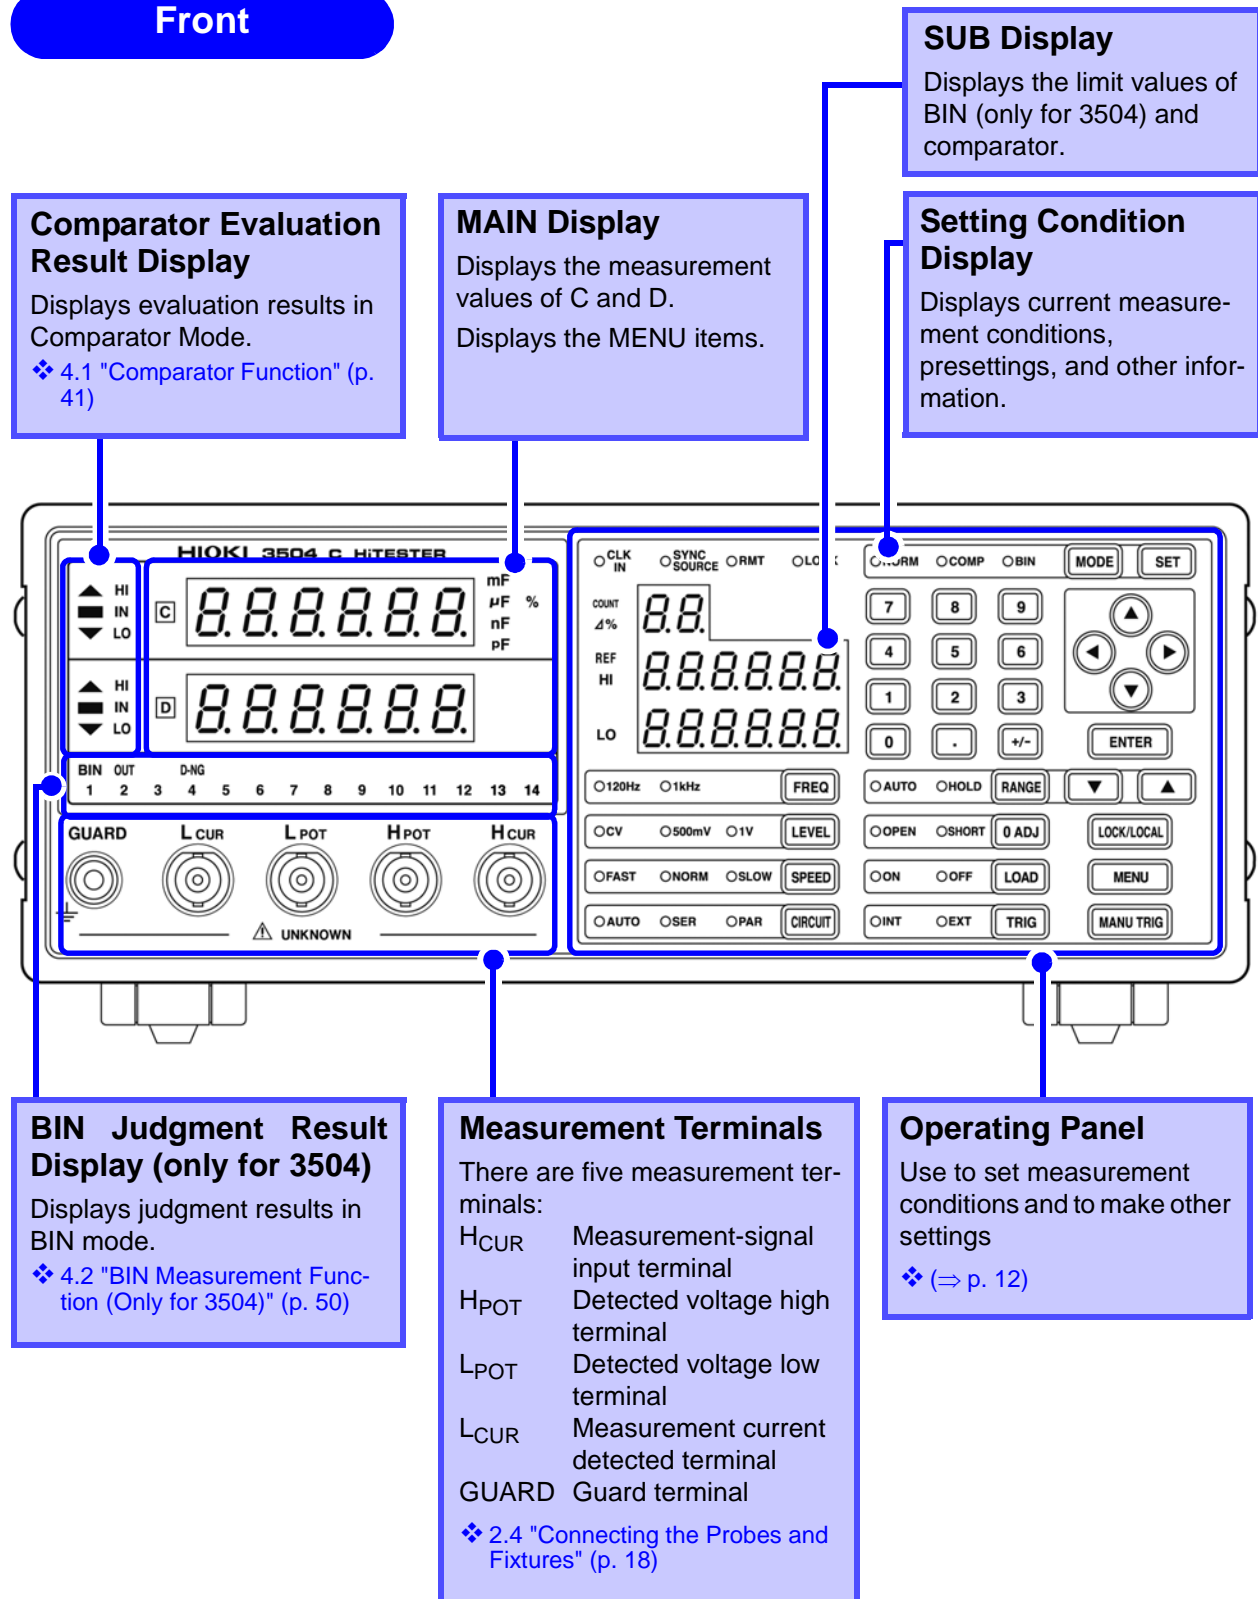 Front
SUB Display
Displays the limit values of
BIN (only for 3504) and
comparator.
Comparator Evaluation
Result Display
Displays evaluation results in
Comparator Mode.
❖ 4.1 "Comparator Function" (p.
41)
MAIN Display
Displays the measurement
values of C and D.
Displays the MENU items.
Setting Condition
Display
Displays current measure-
ment conditions,
presettings, and other infor-
mation.
HIOKI 3504 C HiTESTER
HI
IN
LO
C
8.8.8.8.8.8.
mF
μF %
nF
pF
HI
IN
LO
D
8.8.8.8.8.8.
BIN OUT D-NG
1 2 3 4 5 6 7 8 9 10 11 12 13 14
GUARD LCUR LPOT HPOT HCUR
⚠ UNKNOWN
CLK IN SYNC SOURCE RMT LOCK
COUNT
⊿%
8.8.
REF
HI
8.8.8.8.8.8.
LO
8.8.8.8.8.8.
120Hz 1kHz FREQ
CV 500mV 1V LEVEL
FAST NORM SLOW SPEED
AUTO SER PAR CIRCUIT
NORM COMP BIN MODE SET
7 8 9
4 5 6
1 2 3
0 . +/- ENTER
AUTO HOLD RANGE ▼ ▲
OPEN SHORT 0 ADJ LOCK/LOCAL
ON OFF LOAD MENU
INT EXT TRIG MANU TRIG
BIN Judgment Result
Display (only for 3504)
Displays judgment results in
BIN mode.
❖ 4.2 "BIN Measurement Func-
tion (Only for 3504)" (p. 50)
Measurement Terminals
There are five measurement ter-
minals:
HCUR Measurement-signal
input terminal
HPOT Detected voltage high
terminal
LPOT Detected voltage low
terminal
LCUR Measurement current
detected terminal
GUARD Guard terminal
❖ 2.4 "Connecting the Probes and
Fixtures" (p. 18)
Operating Panel
Use to set measurement
conditions and to make other
settings
❖ (⇒ p. 12)